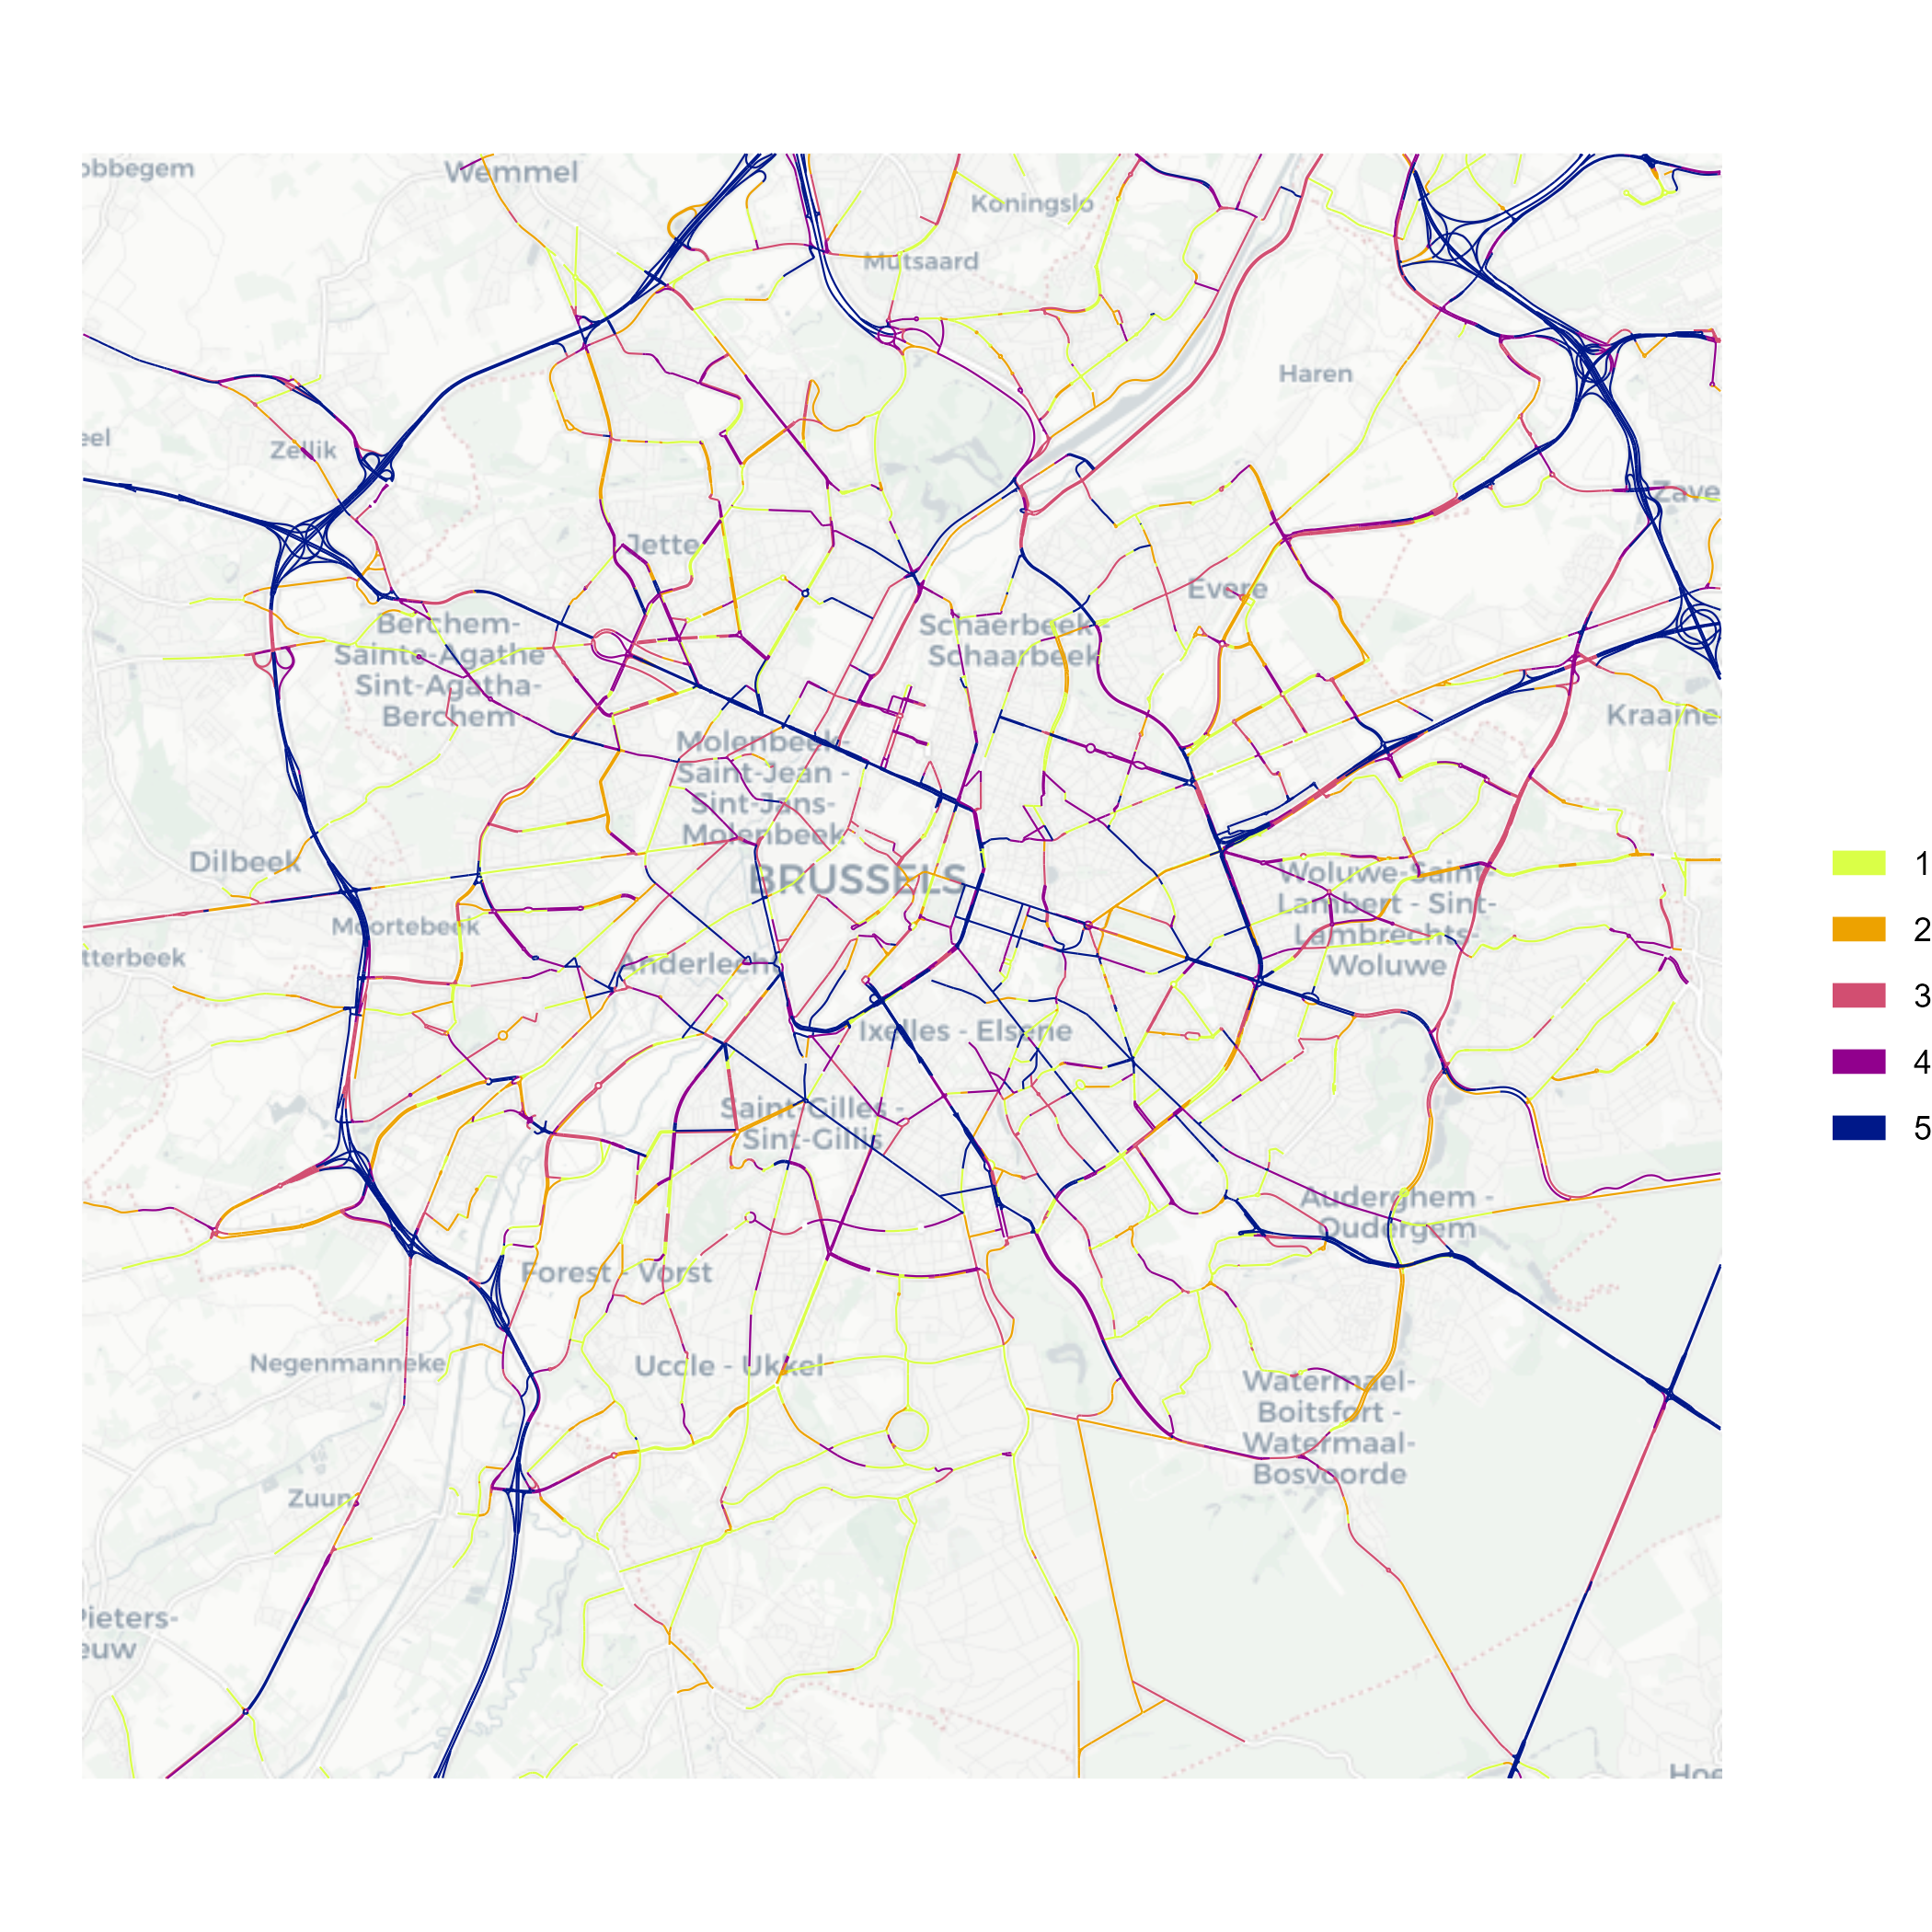 obbegem
Wemmel
Koningslo
Mutsaard
Haren
eel
Zellik
Zave
Jette
Evere
Berchem-
Sainte-Agathe
Sint-Agatha-
Berchem
Schaerbeek -
Schaarbeek
Kraaine
Molenbeek-
Saint-Jean -
Sint-Jans-
Molenbeek
Dilbeek
BRUSSELS
Woluwe-Saint-
Lambert - Sint-
Lambrechts-
Woluwe
Moortebeek
tterbeek
Anderlecht
Ixelles - Elsene
Saint-Gilles -
Sint-Gillis
Auderghem -
Oudergem
Forest - Vorst
Negenmanneke
Uccle - Ukkel
Watermael-
Boitsfort -
Watermaal-
Bosvoorde
Zuun
Pieters-
euw
Hoe
1
2
3
4
5